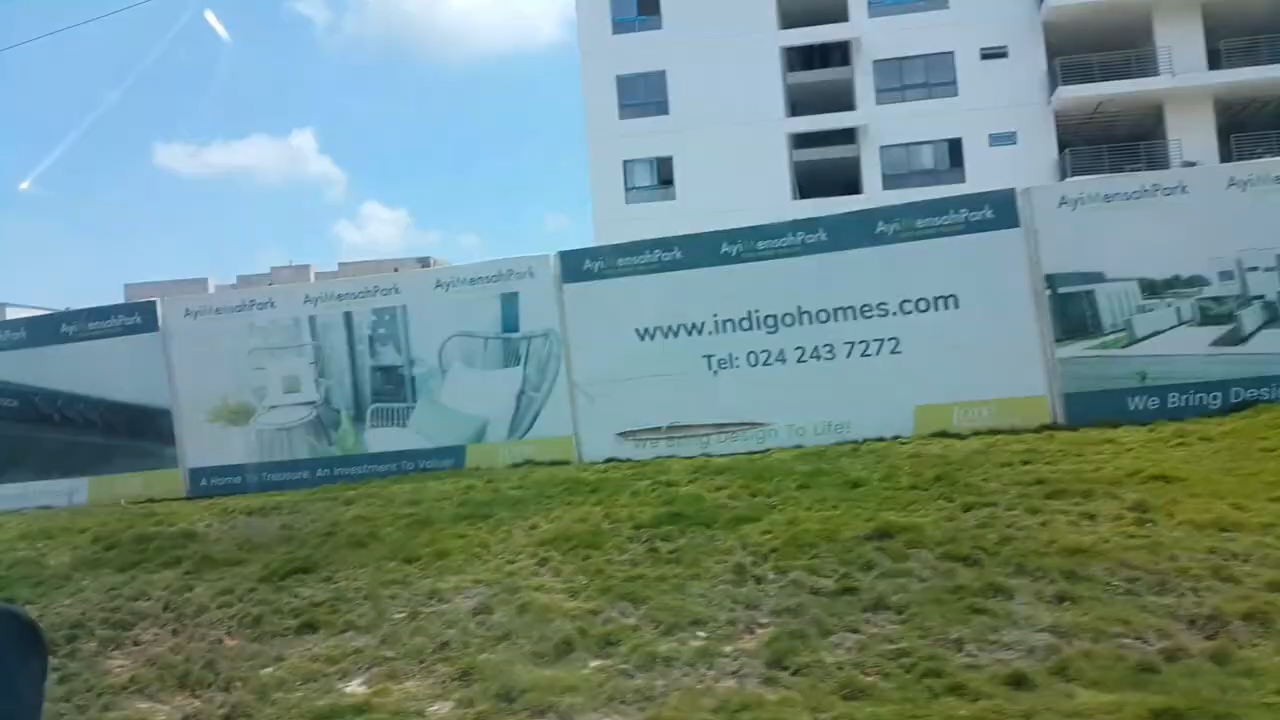 AyiMensahPark
AyiMensahPark AyiMensahPark AyiMensahPark
A Home To Treasure, An Investment To Value!
AyiMensahPark AyiMensahPark AyiMensahPark
www.indigohomes.com
Tel: 024 243 7272
We Bring Design To Life!
AyiMensahPark
We Bring Desi